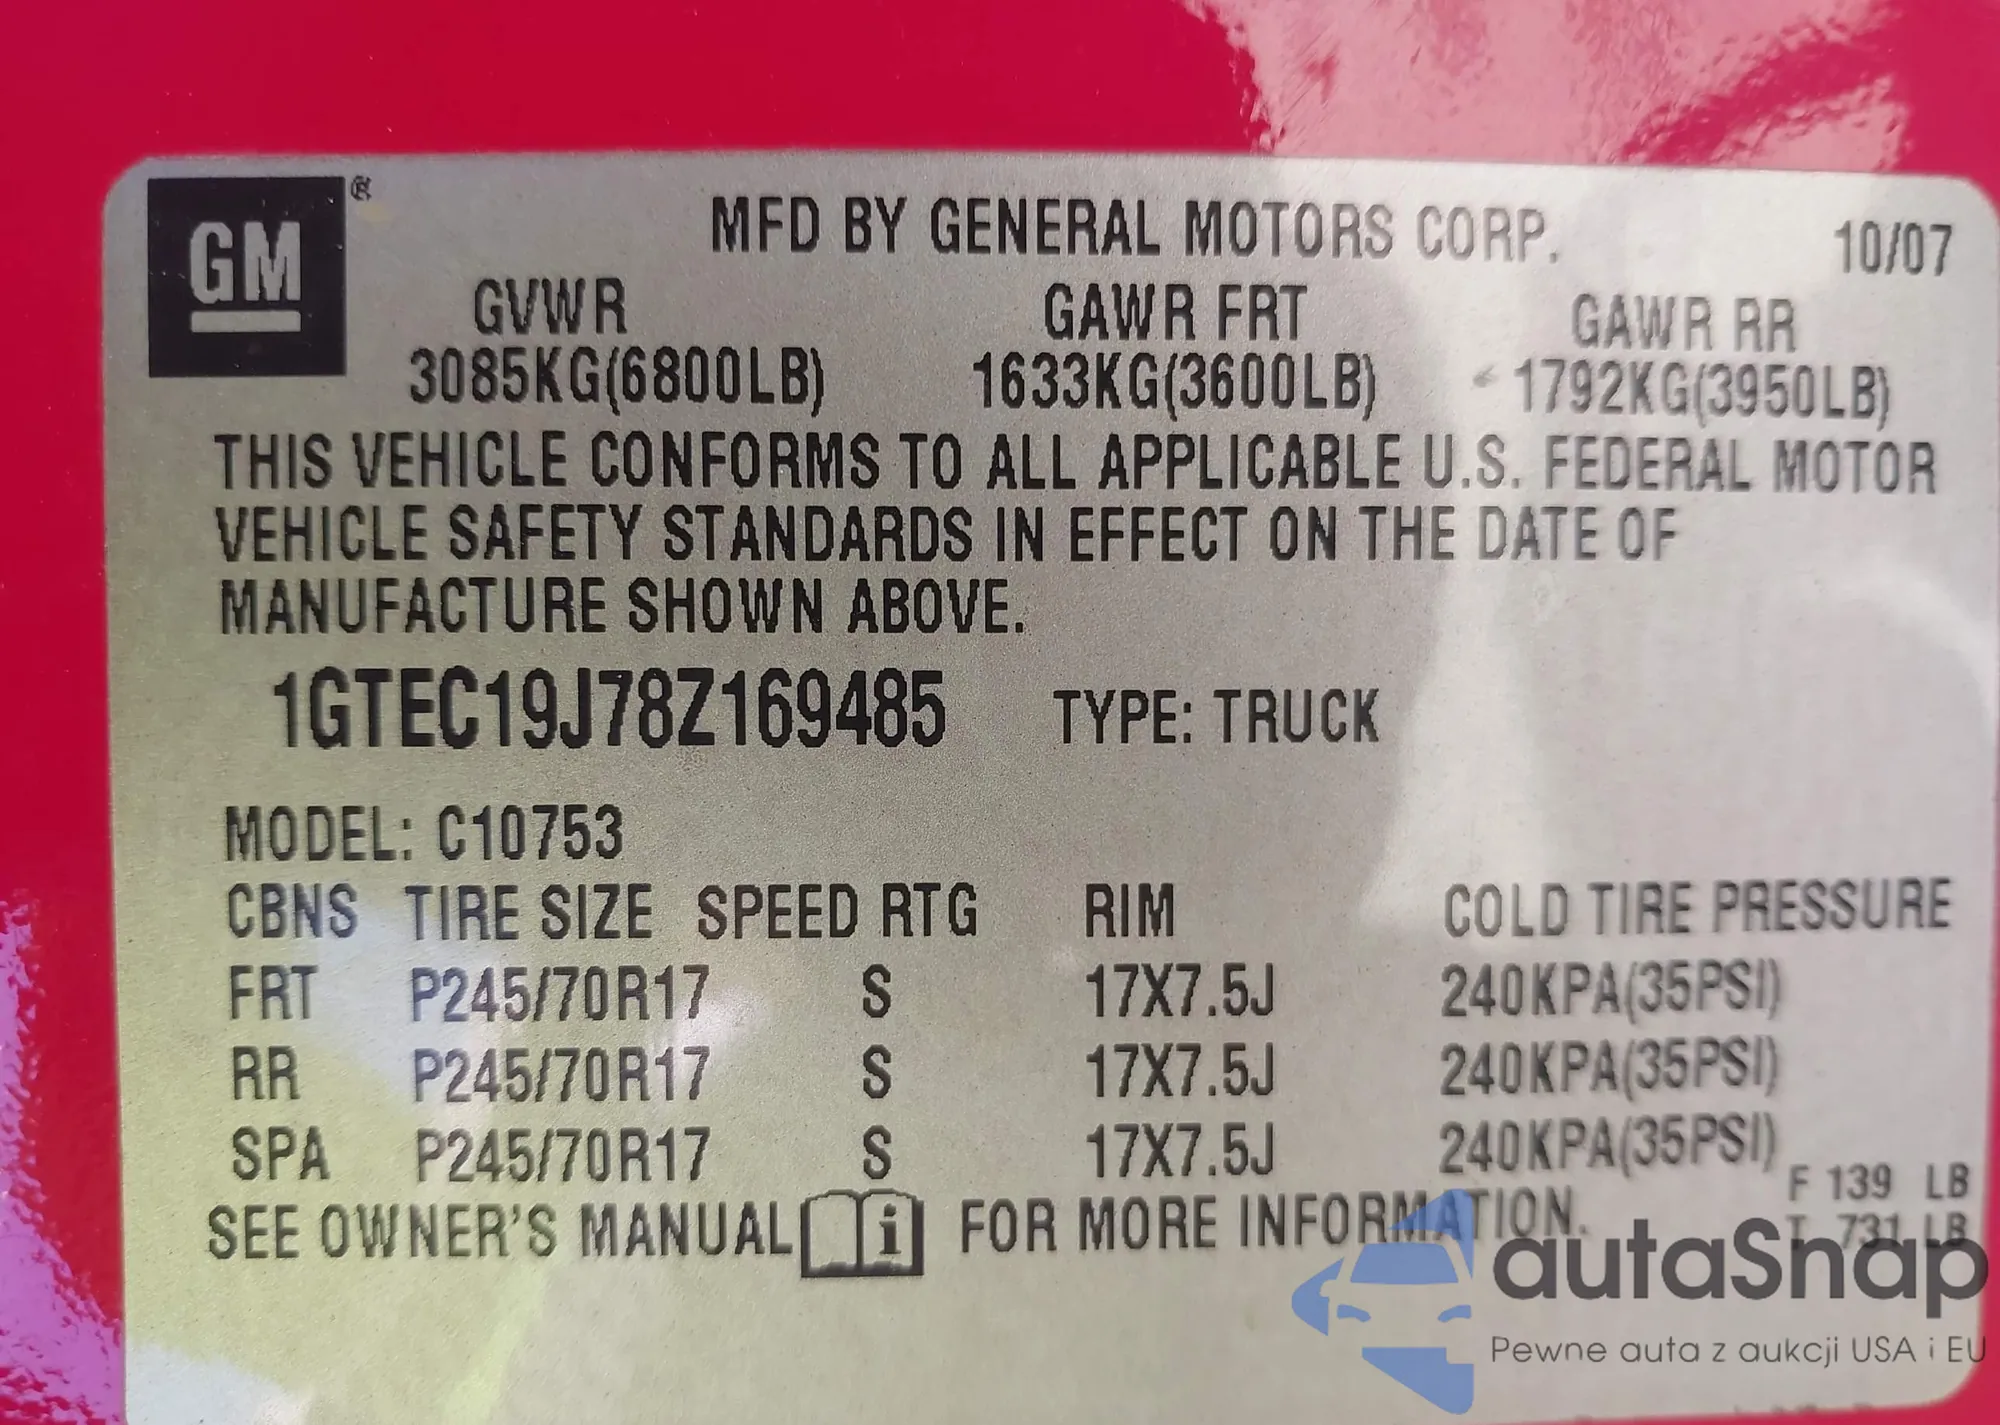 GM ®
MFD BY GENERAL MOTORS CORP. 10/07
GVWR GAWR FRT GAWR RR
3085KG(6800LB) 1633KG(3600LB) 1792KG(3950LB)
THIS VEHICLE CONFORMS TO ALL APPLICABLE U.S. FEDERAL MOTOR
VEHICLE SAFETY STANDARDS IN EFFECT ON THE DATE OF
MANUFACTURE SHOWN ABOVE.
1GTEC19J78Z169485 TYPE: TRUCK
MODEL: C10753
CBNS TIRE SIZE SPEED RTG RIM COLD TIRE PRESSURE
FRT P245/70R17 S 17X7.5J 240KPA(35PSI)
RR P245/70R17 S 17X7.5J 240KPA(35PSI)
SPA P245/70R17 S 17X7.5J 240KPA(35PSI)
F 139 LB
SEE OWNER'S MANUAL i FOR MORE INFORMATION.
T 731 LB
autaSnap
Pewne auta z aukcji USA i EU